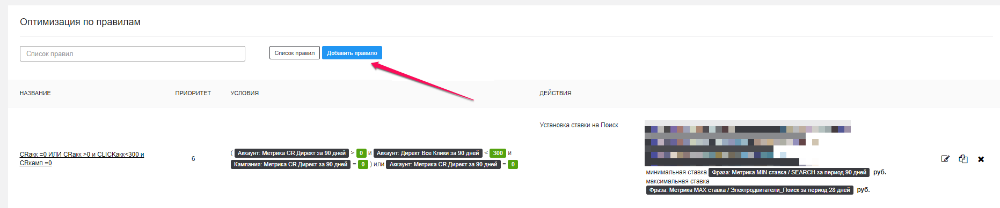 Оптимизация по правилам
Список правил
Список правил Добавить правило
НАЗВАНИЕ ПРИОРИТЕТ УСЛОВИЯ ДЕЙСТВИЯ
Установка ставки на Поиск
CRакк =0 ИЛИ CRакк >0 и CLICKакк<300 и
CRкамп =0
6
( Аккаунт: Метрика CR Директ за 90 дней > 0 и Аккаунт: Директ Все Клики за 90 дней < 300 и
Кампания: Метрика CR Директ за 90 дней = 0 ) или Аккаунт: Метрика CR Директ за 90 дней = 0
минимальная ставка Фраза: Метрика MIN ставка / SEARCH за период 90 дней руб.
максимальная ставка
Фраза: Метрика MAX ставка / Электродвигатели_Поиск за период 28 дней руб.